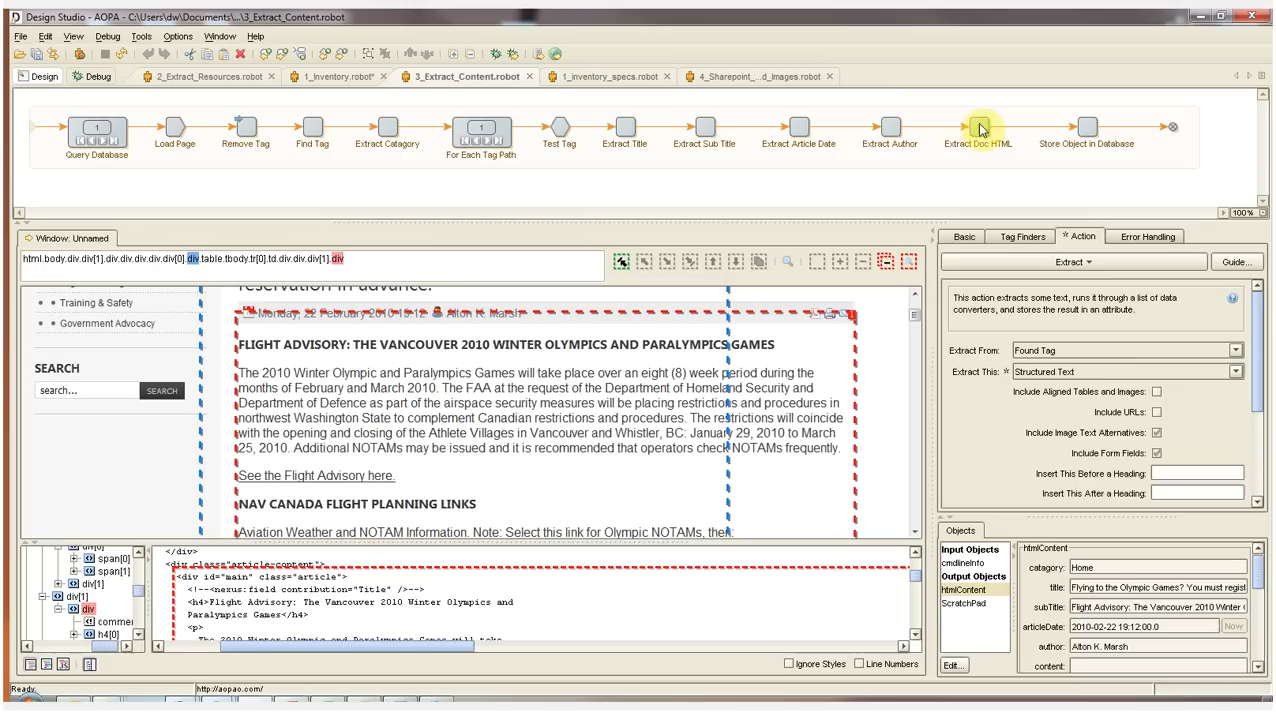 Design Studio - AOPA - C:\Users\dw\Documents\...\3_Extract_Content.robot
File Edit View Debug Tools Options Window Help
Design Debug 2_Extract_Resources.robot 1_Inventory.robot* 3_Extract_Content.robot 1_inventory_specs.robot 4_Sharepoint_...d_Images.robot
1 1
Query Database Load Page Remove Tag Find Tag Extract Catagory For Each Tag Path Test Tag Extract Title Extract Sub Title Extract Article Date Extract Author Extract Doc HTML Store Object in Database
100%
Window: Unnamed
html.body.div.div[1].div.div.div.div.div[0].div.table.tbody.tr[0].td.div.div.div[1].div
reservation in advance.
Training & Safety
Government Advocacy
SEARCH
search... SEARCH
Monday, 22 February 2010 19:12 Alton K. Marsh
FLIGHT ADVISORY: THE VANCOUVER 2010 WINTER OLYMPICS AND PARALYMPICS GAMES
The 2010 Winter Olympic and Paralympics Games will take place over an eight (8) week period during the
months of February and March 2010. The FAA at the request of the Department of Homeland Security and
Department of Defence as part of the airspace security measures will be placing restrictions and procedures in
northwest Washington State to complement Canadian restrictions and procedures. The restrictions will coincide
with the opening and closing of the Athlete Villages in Vancouver and Whistler, BC: January 29, 2010 to March
25, 2010. Additional NOTAMs may be issued and it is recommended that operators check NOTAMs frequently.
See the Flight Advisory here.
NAV CANADA FLIGHT PLANNING LINKS
Aviation Weather and NOTAM Information. Note: Select this link for Olympic NOTAMs, then:
div[0]
span[0]
span[1]
div[1]
div[1]
div
comme
h4[0]
</div>
<div class="article-content">
<div id="main" class="article">
<!--<nexus:field contribution="Title" />-->
<h4>Flight Advisory: The Vancouver 2010 Winter Olympics and
Paralympics Games</h4>
<p>
The 2010 Winter Olympic and Paralympics Games will take
Ignore Styles Line Numbers
Basic Tag Finders * Action Error Handling
Extract Guide...
This action extracts some text, runs it through a list of data
converters, and stores the result in an attribute.
Extract From: Found Tag
Extract This: * Structured Text
Include Aligned Tables and Images:
Include URLs:
Include Image Text Alternatives:
Include Form Fields:
Insert This Before a Heading:
Insert This After a Heading:
Objects
Input Objects
cmdlineInfo
Output Objects
htmlContent
ScratchPad
Edit...
htmlContent
catagory: Home
title: Flying to the Olympic Games? You must regist
subTitle: Flight Advisory: The Vancouver 2010 Winter
articleDate: 2010-02-22 19:12:00.0 Now
author: Alton K. Marsh
content:
Ready. http://aopao.com/